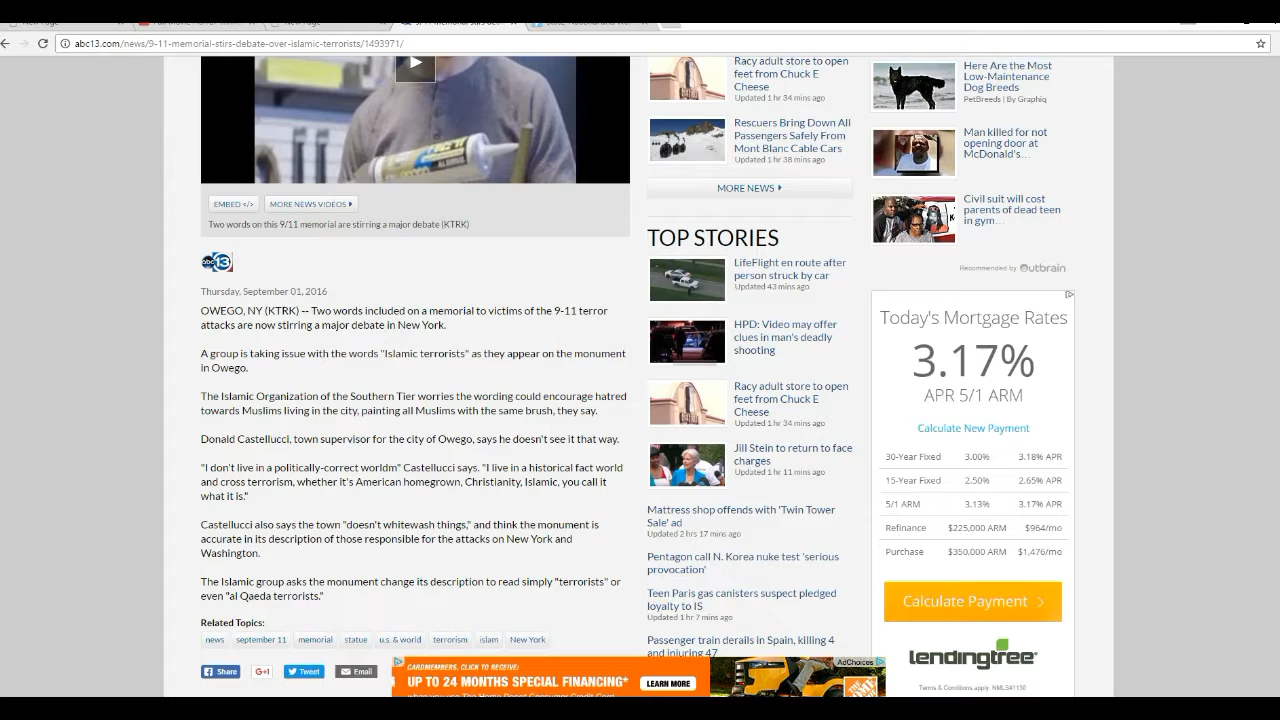 abc13.com/news/9-11-memorial-stirs-debate-over-islamic-terrorists/1493971/
EMBED </>
MORE NEWS VIDEOS
Two words on this 9/11 memorial are stirring a major debate (KTRK)
abc13
Thursday, September 01, 2016
OWEGO, NY (KTRK) -- Two words included on a memorial to victims of the 9-11 terror
attacks are now stirring a major debate in New York.
A group is taking issue with the words "Islamic terrorists" as they appear on the monument
in Owego.
The Islamic Organization of the Southern Tier worries the wording could encourage hatred
towards Muslims living in the city, painting all Muslims with the same brush, they say.
Donald Castellucci, town supervisor for the city of Owego, says he doesn't see it that way.
"I don't live in a politically-correct worldm" Castellucci says. "I live in a historical fact world
and cross terrorism, whether it's American homegrown, Christianity, Islamic, you call it
what it is."
Castellucci also says the town "doesn't whitewash things," and think the monument is
accurate in its description of those responsible for the attacks on New York and
Washington.
The Islamic group asks the monument change its description to read simply "terrorists" or
even "al Qaeda terrorists."
Related Topics:
news
september 11
memorial
statue
u.s. & world
terrorism
islam
New York
Share
G+1
Tweet
Email
Racy adult store to open
feet from Chuck E
Cheese
Updated 1 hr 34 mins ago
Rescuers Bring Down All
Passengers Safely From
Mont Blanc Cable Cars
Updated 1 hr 38 mins ago
MORE NEWS
TOP STORIES
LifeFlight en route after
person struck by car
Updated 43 mins ago
HPD: Video may offer
clues in man's deadly
shooting
Racy adult store to open
feet from Chuck E
Cheese
Updated 1 hr 34 mins ago
Jill Stein to return to face
charges
Updated 1 hr 11 mins ago
Mattress shop offends with 'Twin Tower
Sale' ad
Updated 2 hrs 17 mins ago
Pentagon call N. Korea nuke test 'serious
provocation'
Teen Paris gas canisters suspect pledged
loyalty to IS
Updated 1 hr 7 mins ago
Passenger train derails in Spain, killing 4
and injuring 47
Here Are the Most
Low-Maintenance
Dog Breeds
PetBreeds | By Graphiq
Man killed for not
opening door at
McDonald's…
Civil suit will cost
parents of dead teen
in gym…
Recommended by Outbrain
Today's Mortgage Rates
3.17%
APR 5/1 ARM
Calculate New Payment
30-Year Fixed 3.00% 3.18% APR
15-Year Fixed 2.50% 2.65% APR
5/1 ARM 3.13% 3.17% APR
Refinance $225,000 ARM $964/mo
Purchase $350,000 ARM $1,476/mo
Calculate Payment
lendingtree
Terms & Conditions apply. NMLS#1136
CARDMEMBERS, CLICK TO RECEIVE:
UP TO 24 MONTHS SPECIAL FINANCING*
LEARN MORE
AdChoices